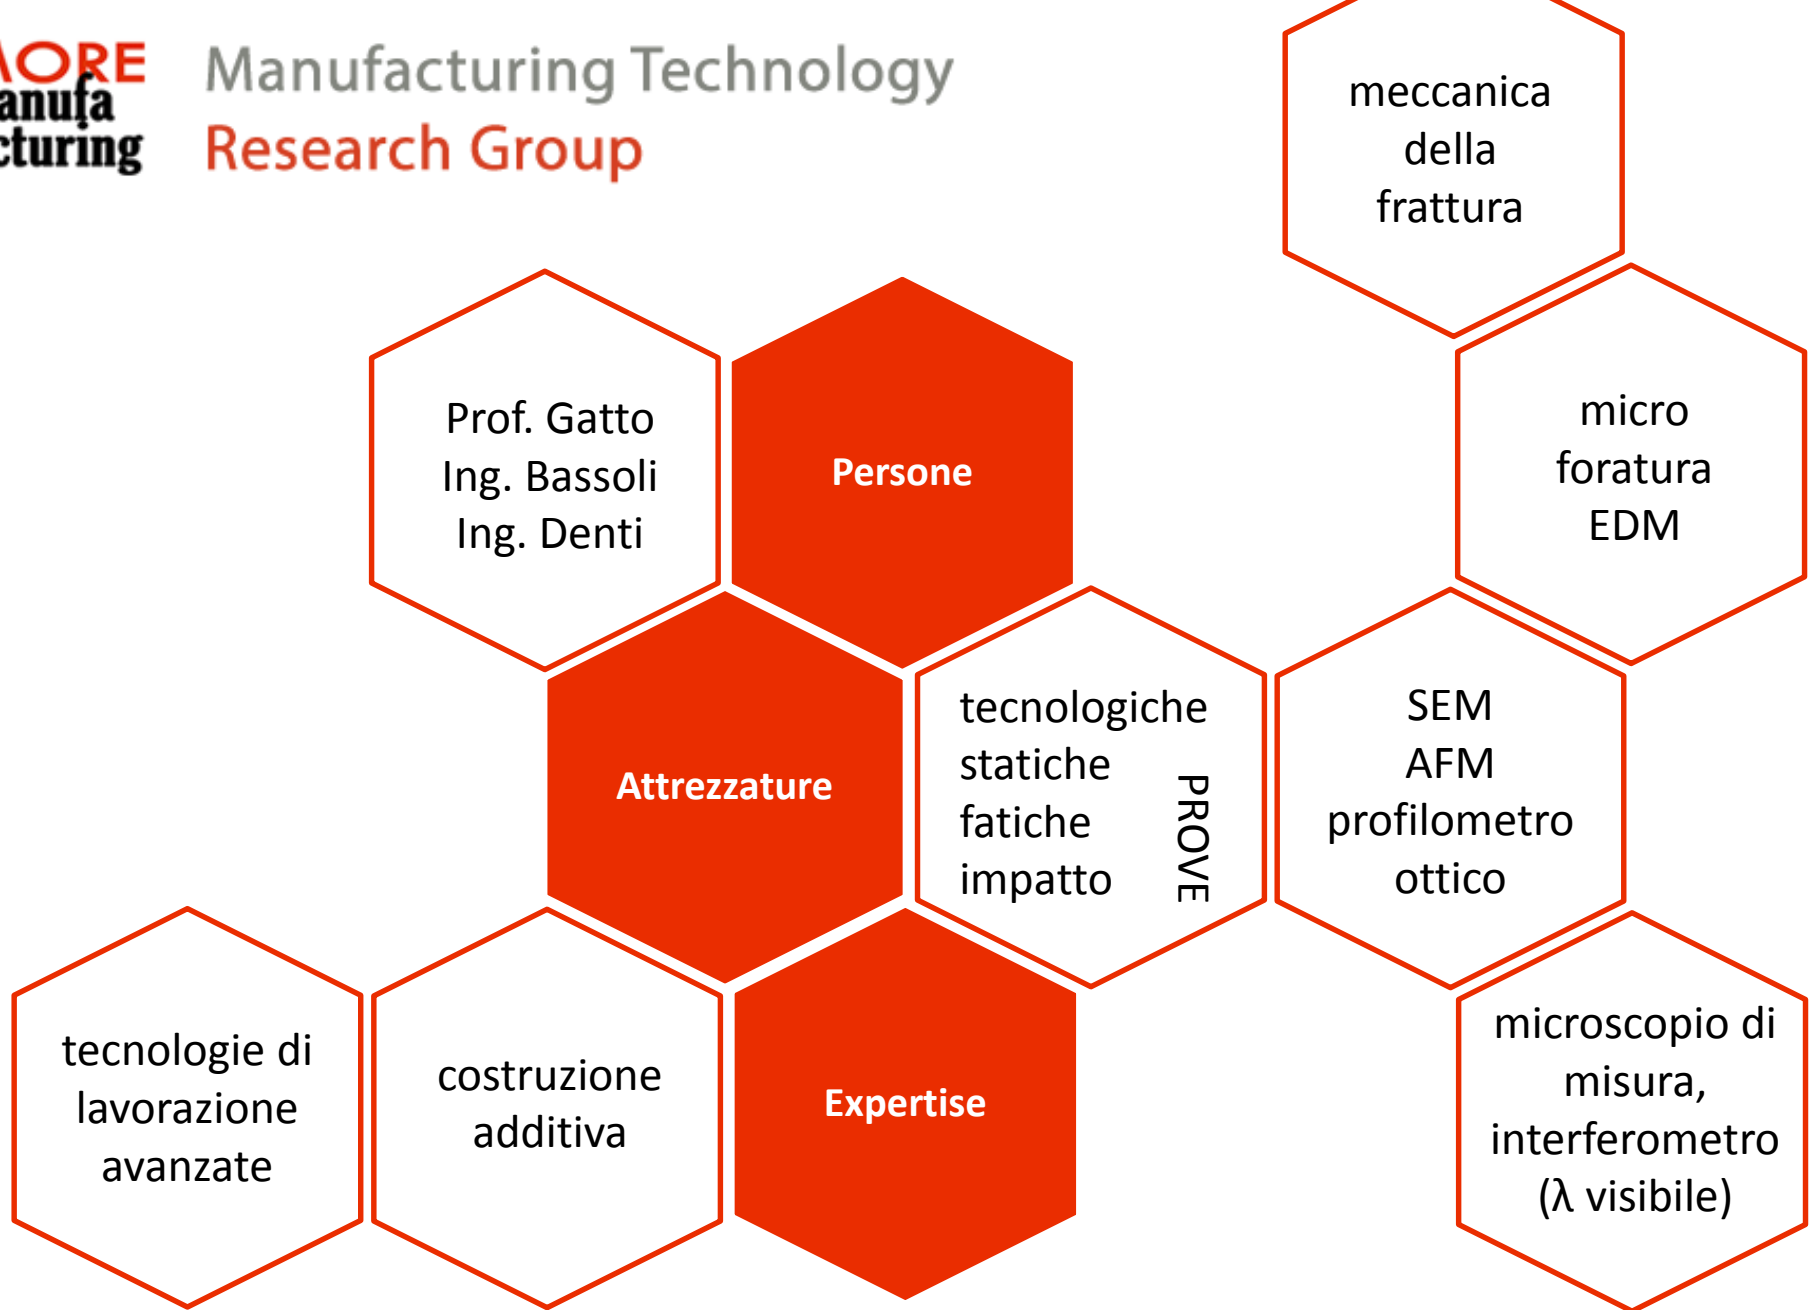 MORE
Manufa
cturing
Manufacturing Technology
Research Group
meccanica
della
frattura
Prof. Gatto
Ing. Bassoli
Ing. Denti
Persone
micro
foratura
EDM
Attrezzature
tecnologiche
statiche
fatiche
impatto
PROVE
SEM
AFM
profilometro
ottico
tecnologie di
lavorazione
avanzate
costruzione
additiva
Expertise
microscopio di
misura,
interferometro
(λ visibile)